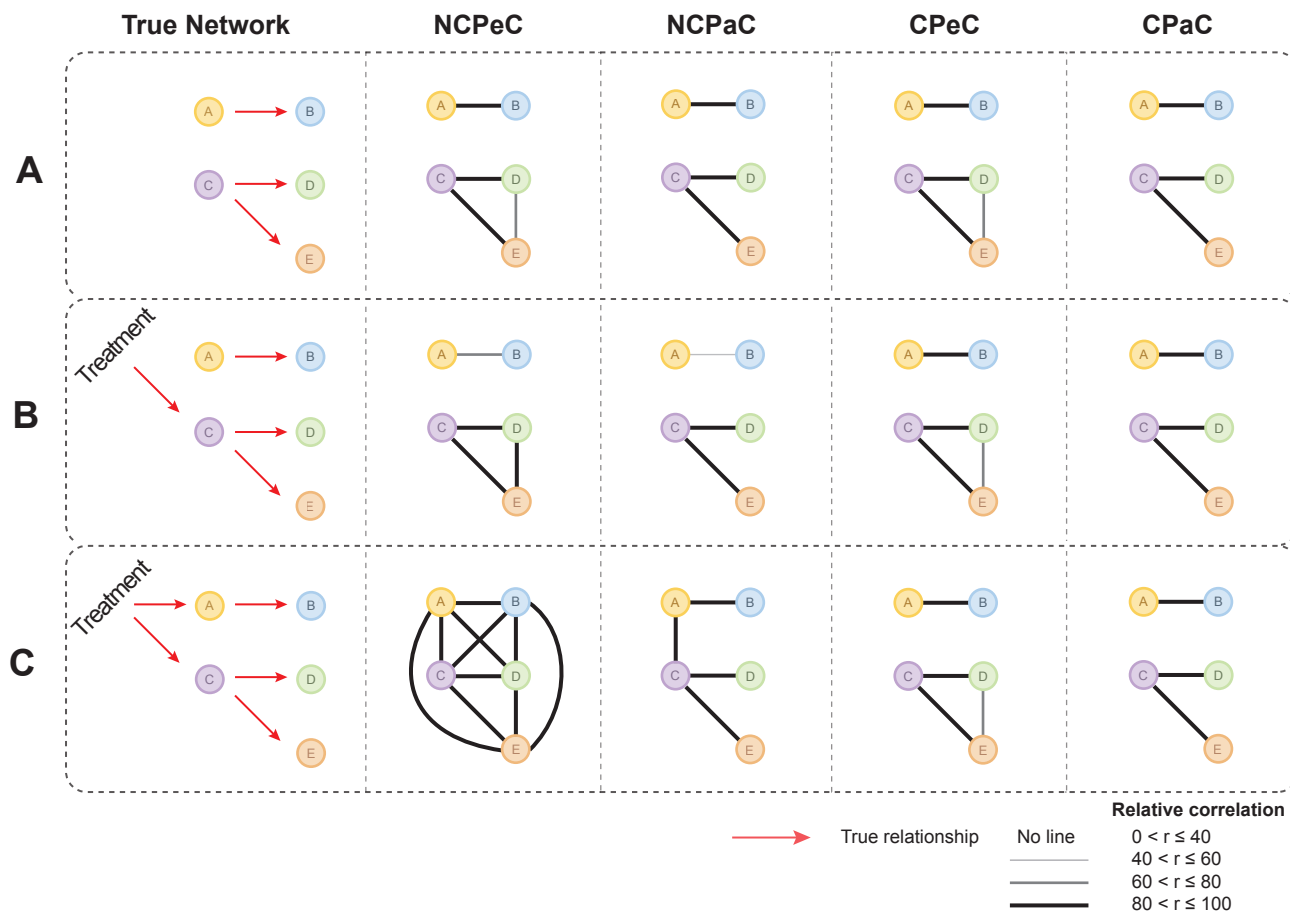 True Network NCPeC NCPaC CPeC CPaC
A
A B A B A B A B A B
C D C D C D C D C D
E E E E E
B
Treatment
A B A B A B A B A B
C D C D C D C D C D
E E E E E
C
Treatment
A B A B A B A B A B
C D C D C D C D C D
E E E E E
Relative correlation
True relationship No line 0 < r ≤ 40
40 < r ≤ 60
60 < r ≤ 80
80 < r ≤ 100